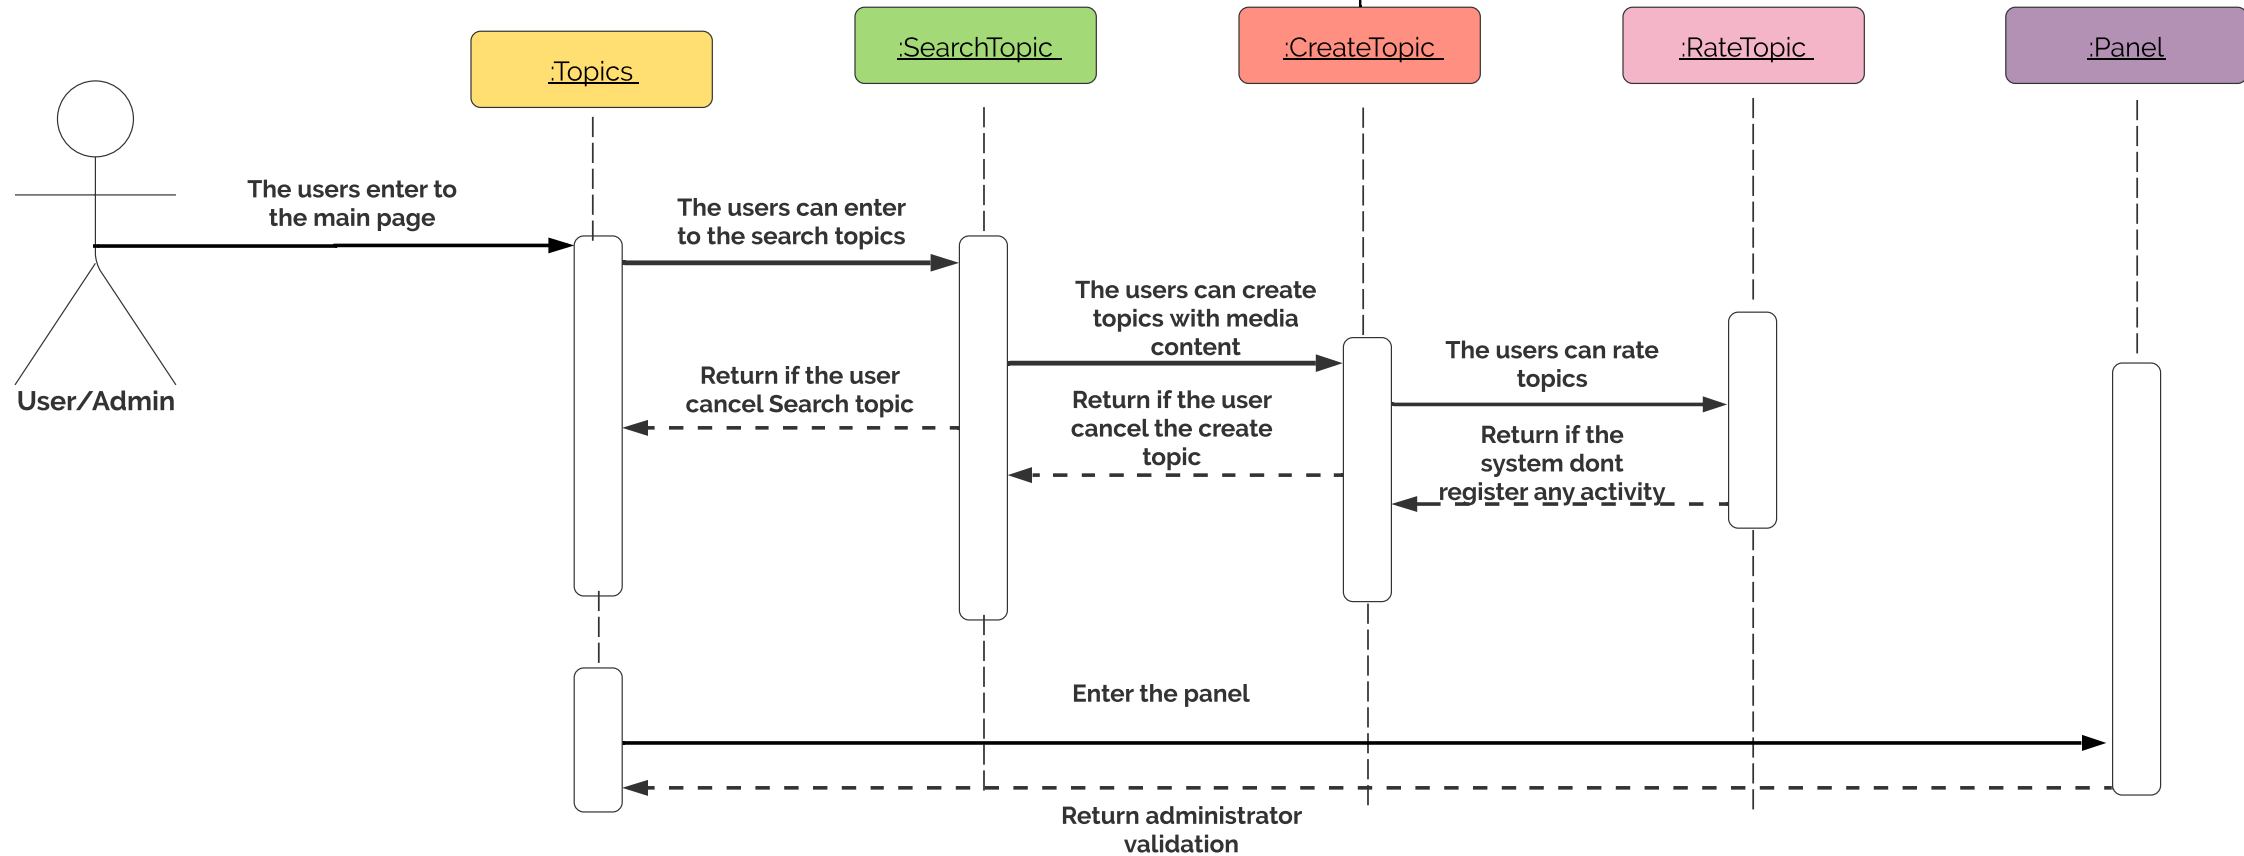 :Topics
:SearchTopic
:CreateTopic
:RateTopic
:Panel
The users enter to
the main page
The users can enter
to the search topics
The users can create
topics with media
content
The users can rate
topics
Return if the user
cancel Search topic
Return if the user
cancel the create
topic
Return if the
system dont
register any activity
User/Admin
Enter the panel
Return administrator
validation